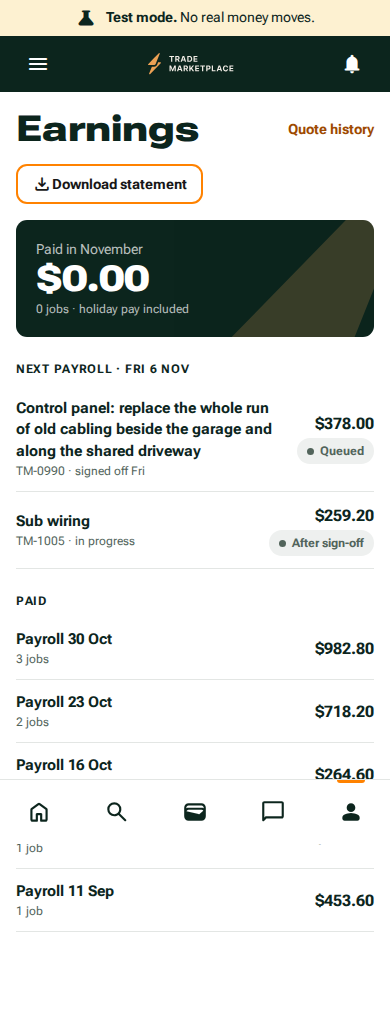 Test mode. No real money moves.
TRADE
MARKETPLACE
Earnings
Quote history
Download statement
Paid in November
$0.00
0 jobs · holiday pay included
NEXT PAYROLL · FRI 6 NOV
Control panel: replace the whole run
of old cabling beside the garage and
along the shared driveway
$378.00
TM-0990 · signed off Fri
Queued
Sub wiring
$259.20
TM-1005 · in progress
After sign-off
PAID
Payroll 30 Oct
$982.80
3 jobs
Payroll 23 Oct
$718.20
2 jobs
Payroll 16 Oct
$264.60
1 job
Payroll 11 Sep
$453.60
1 job